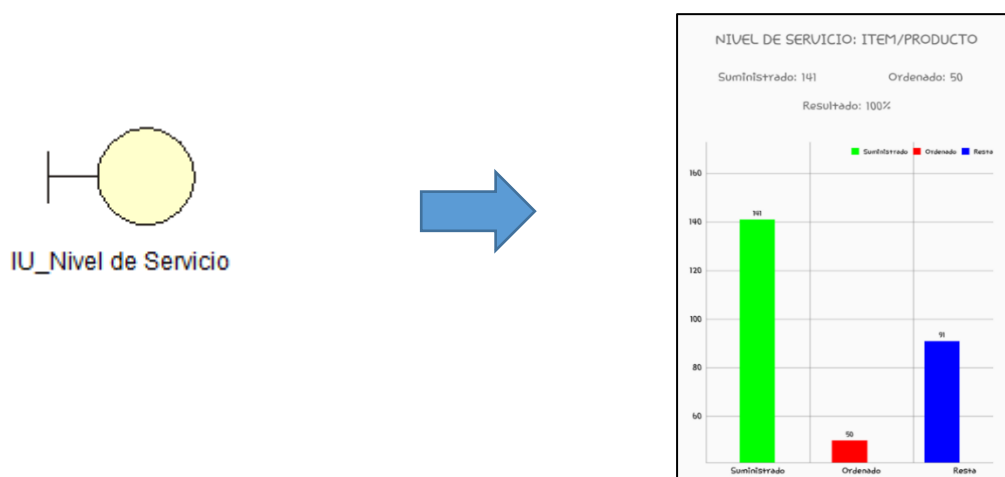 IU_Nivel de Servicio
NIVEL DE SERVICIO: ITEM/PRODUCTO
Suministrado: 141 Ordenado: 50
Resultado: 100%
Suministrado Ordenado Resta
160
141
140
120
100
91
80
60
50
Suministrado Ordenado Resta